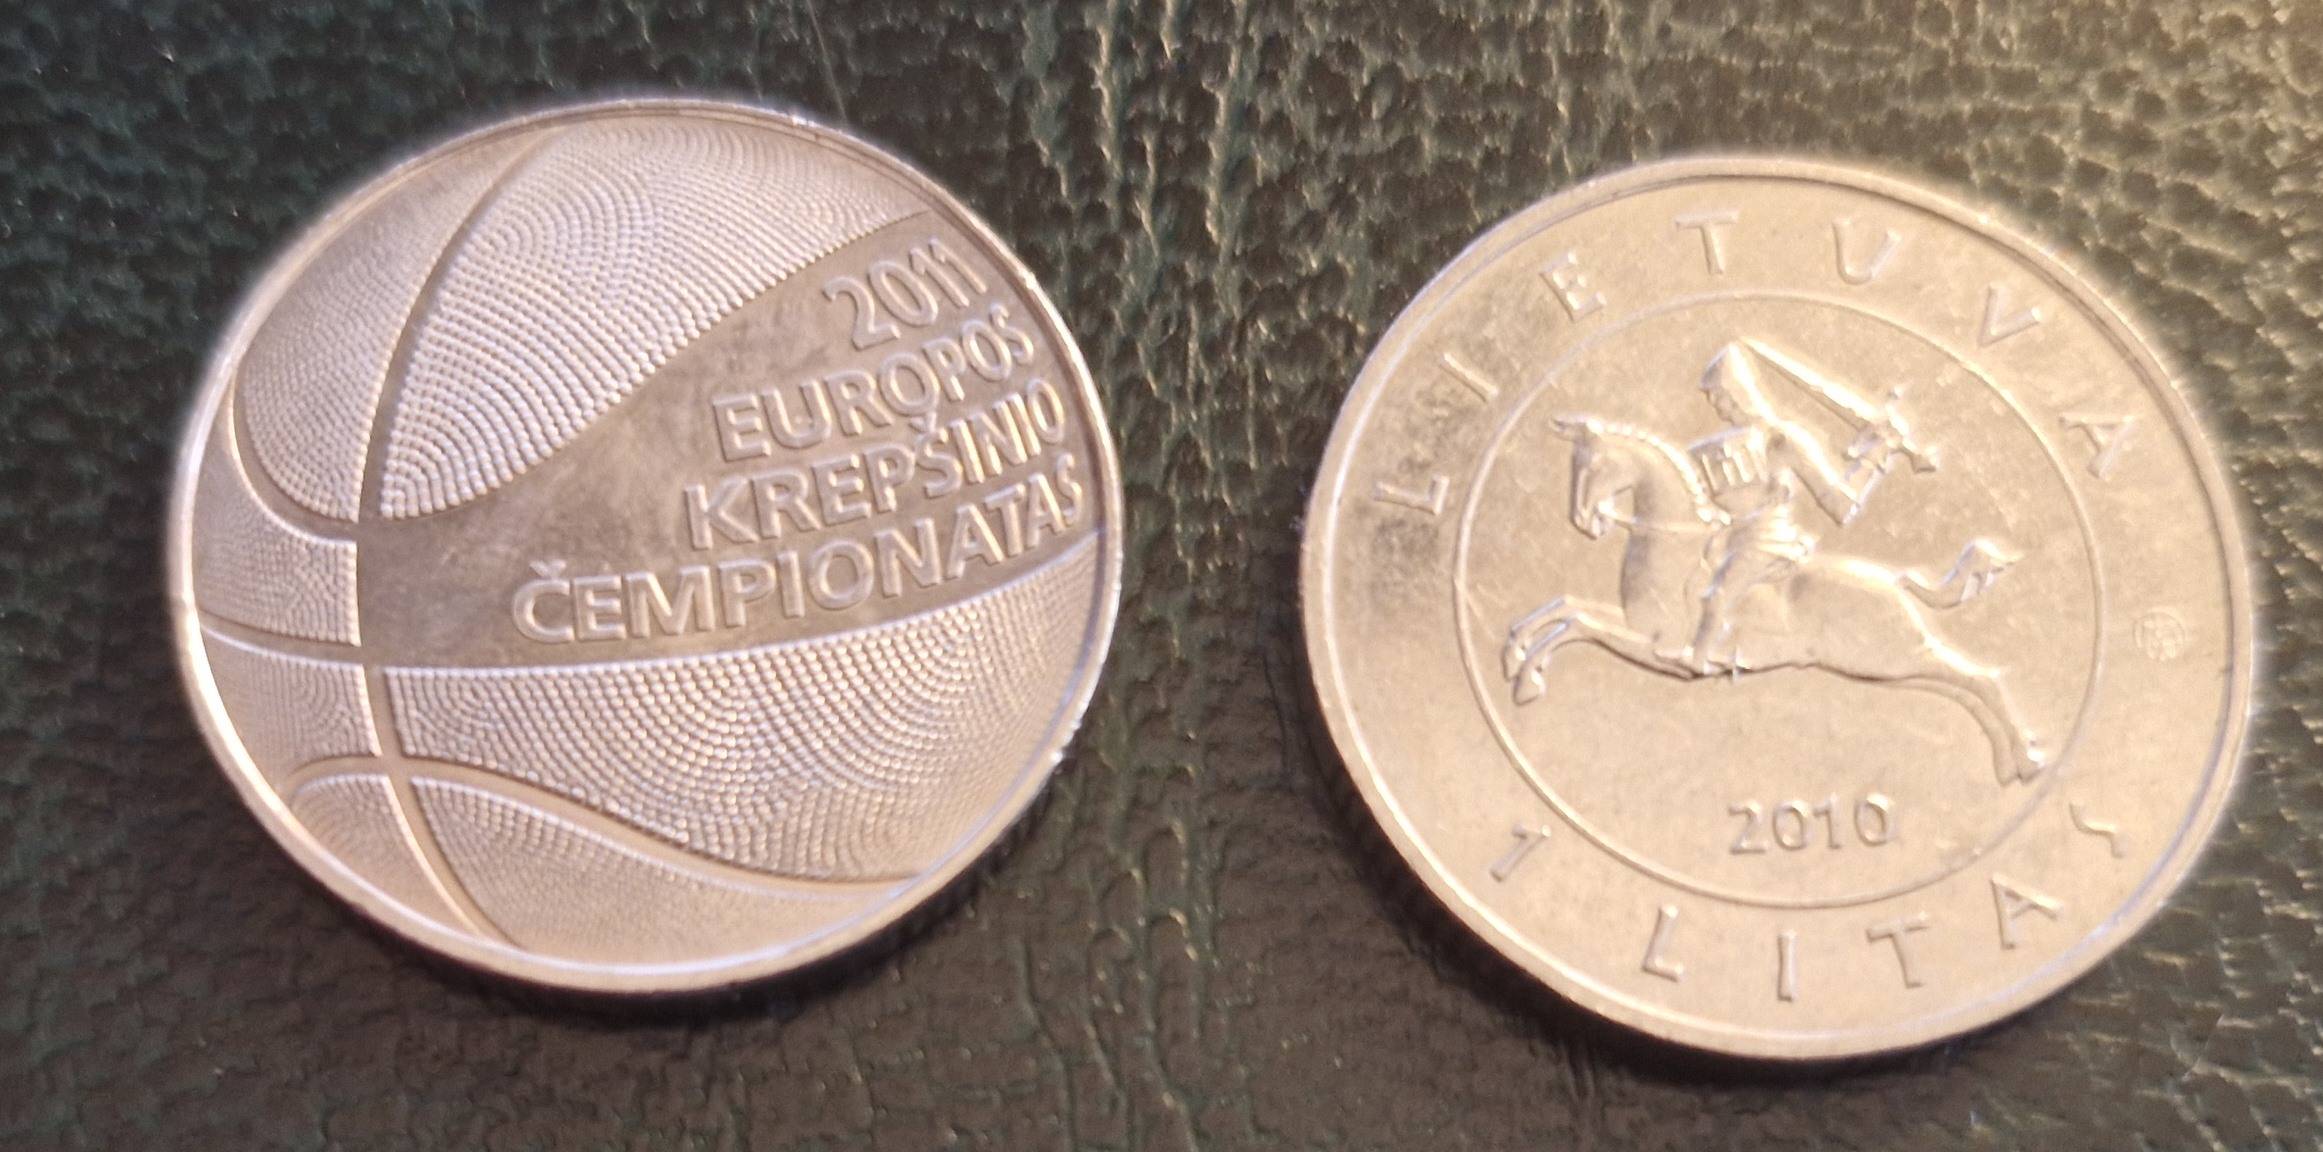 2011
EUROPOS
KREPŠINIO
ČEMPIONATAS
LIETUVA
2010
1 LITAS